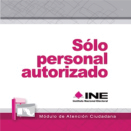 Sólo
personal
autorizado
INE
Instituto Nacional Electoral
Módulo de Atención Ciudadana